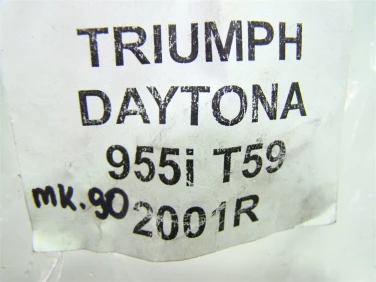 TRIUMPH
DAYTONA
955i T59
mk.90 2001R